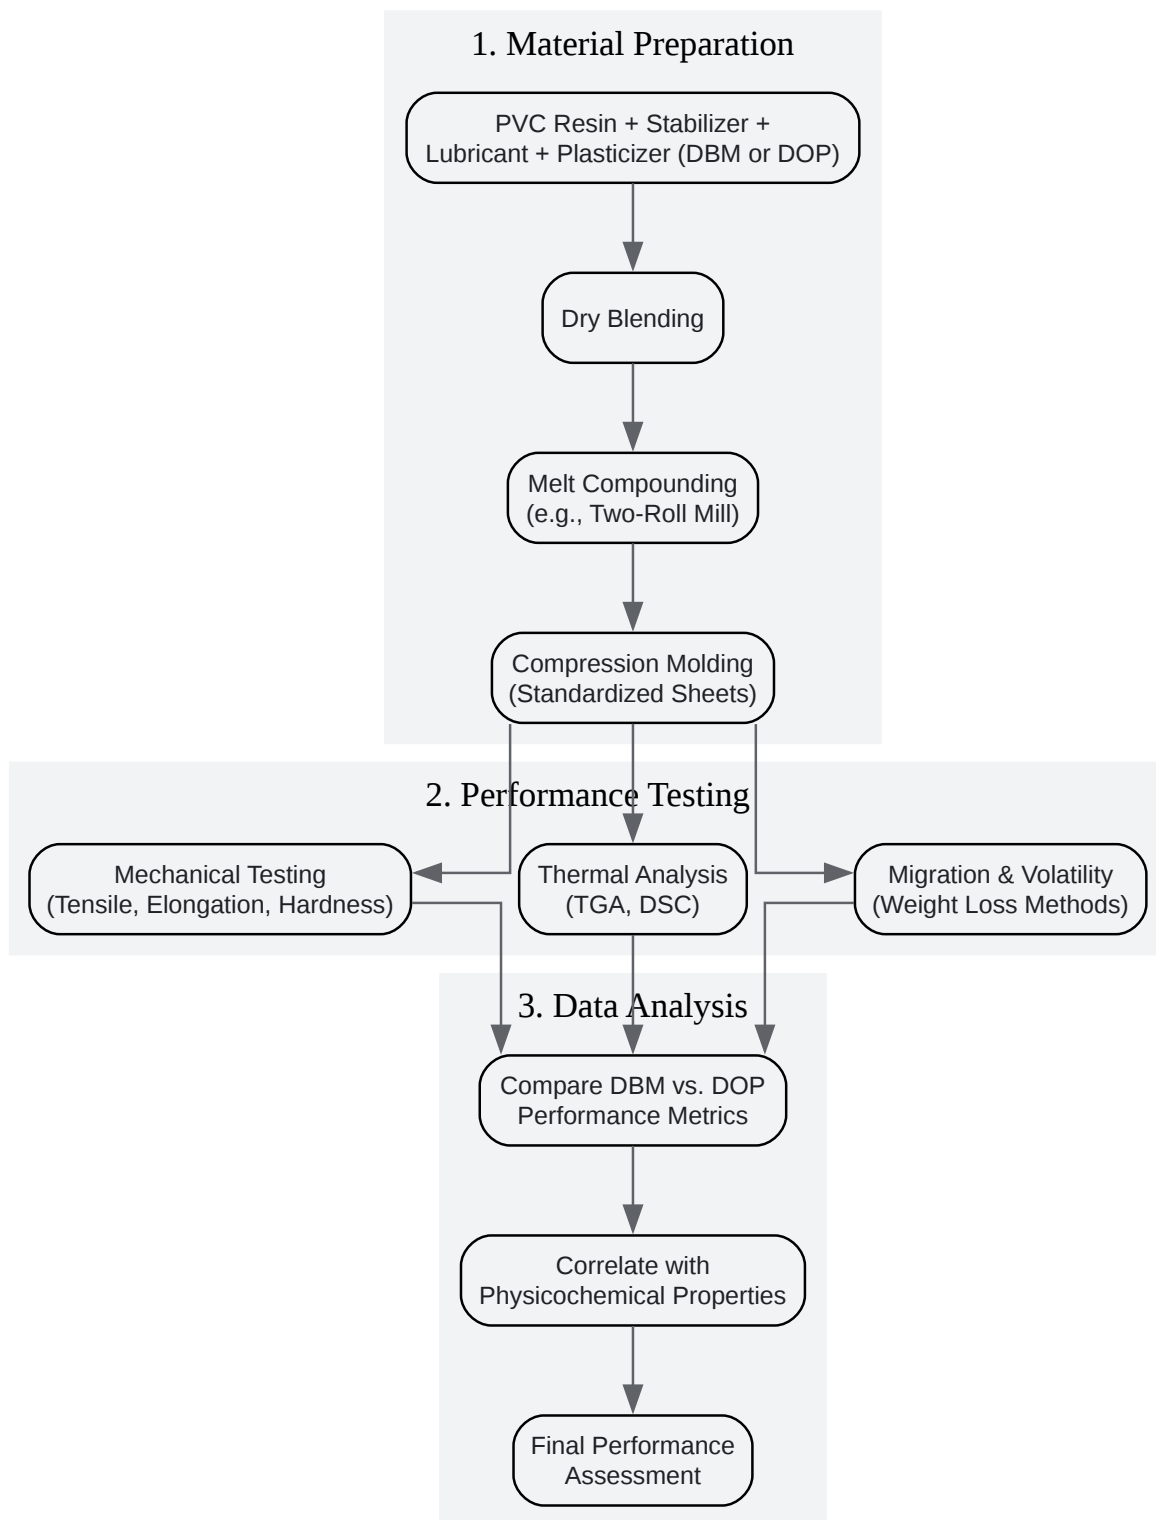 1. Material Preparation
PVC Resin + Stabilizer +
Lubricant + Plasticizer (DBM or DOP)
Dry Blending
Melt Compounding
(e.g., Two-Roll Mill)
Compression Molding
(Standardized Sheets)
2. Performance Testing
Mechanical Testing
(Tensile, Elongation, Hardness)
Thermal Analysis
(TGA, DSC)
Migration & Volatility
(Weight Loss Methods)
3. Data Analysis
Compare DBM vs. DOP
Performance Metrics
Correlate with
Physicochemical Properties
Final Performance
Assessment